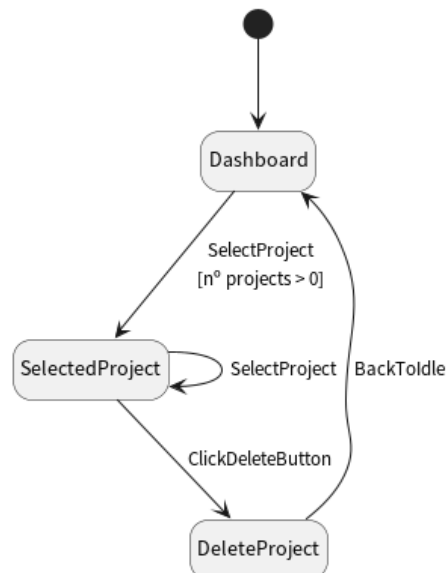 Dashboard
SelectProject
[nº projects > 0]
SelectedProject
SelectProject
BackToIdle
ClickDeleteButton
DeleteProject